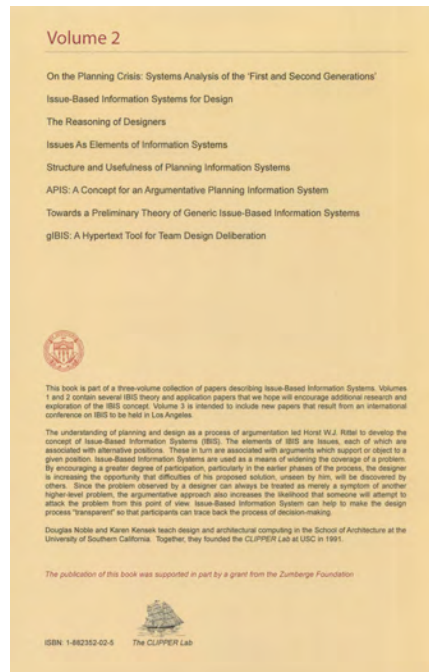 Volume 2
On the Planning Crisis: Systems Analysis of the 'First and Second Generations'
Issue-Based Information Systems for Design
The Reasoning of Designers
Issues As Elements of Information Systems
Structure and Usefulness of Planning Information Systems
APIS: A Concept for an Argumentative Planning Information System
Towards a Preliminary Theory of Generic Issue-Based Information Systems
gIBIS: A Hypertext Tool for Team Design Deliberation
This book is part of a three-volume collection of papers describing Issue-Based Information Systems. Volumes
1 and 2 contain several IBIS theory and application papers that we hope will encourage additional research and
exploration of the IBIS concept. Volume 3 is intended to include new papers that result from an international
conference on IBIS to be held in Los Angeles.
The understanding of planning and design as a process of argumentation led Horst W.J. Rittel to develop the
concept of Issue-Based Information Systems (IBIS). The elements of IBIS are Issues, each of which are
associated with alternative positions. These in turn are associated with arguments which support or object to a
given position. Issue-Based Information Systems are used as a means of widening the coverage of a problem.
By encouraging a greater degree of participation, particularly in the earlier phases of the process, the designer
is increasing the opportunity that difficulties of his proposed solution, unseen by him, will be discovered by
others. Since the problem observed by a designer can always be treated as merely a symptom of another
higher-level problem, the argumentative approach also increases the likelihood that someone will attempt to
attack the problem from this point of view. Issue-Based Information System can help to make the design
process "transparent" so that participants can trace back the process of decision-making.
Douglas Noble and Karen Kensek teach design and architectural computing in the School of Architecture at the
University of Southern California. Together, they founded the CLIPPER Lab at USC in 1991.
The publication of this book was supported in part by a grant from the Zumberge Foundation
ISBN: 1-882352-02-5 The CLIPPER Lab